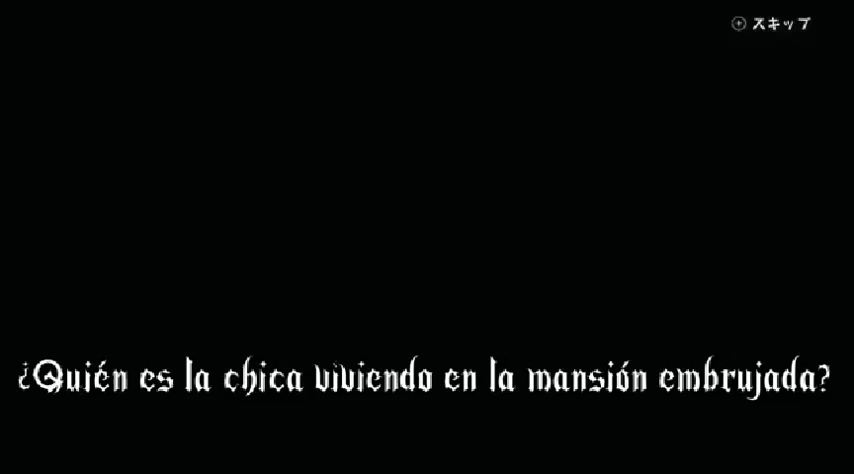 スキップ
¿Quién es la chica viviendo en la mansión embrujada?